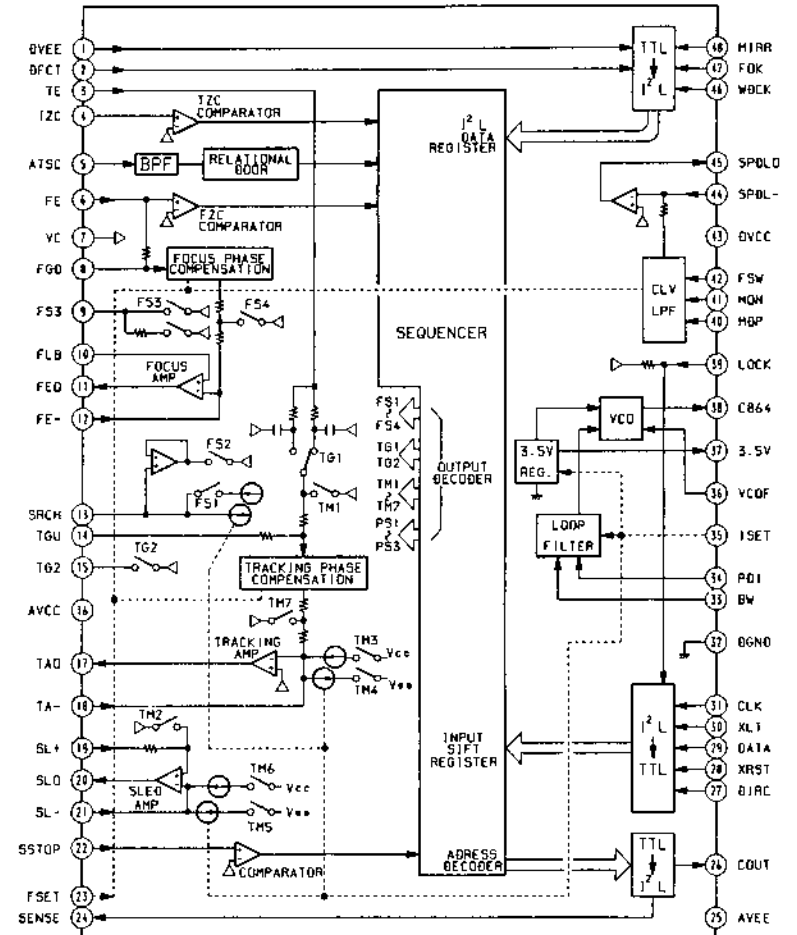 DVEE 1
DFCT 2
TE 3
TZC 4
ATSC 5
FE 6
VC 7
FGD 8
FS3 9
FLB 10
FEO 11
FE- 12
SRCH 13
TGU 14
TG2 15
AVCC 16
TAO 17
TA- 18
SL+ 19
SLO 20
SL- 21
SSTOP 22
FSET 23
SENSE 24
TZC
COMPARATOR
BPF
RELATIONAL
DOOR
FZC
COMPARATOR
FOCUS PHASE
COMPENSATION
FS3
FS4
FOCUS
AMP
FS2
FS1
TG1
TM1
TG2
TRACKING PHASE
COMPENSATION
TM7
TRACKING
AMP
TM3
Vcc
TM4
Vee
TM2
SLED
AMP
TM6
Vcc
TM5
Vee
COMPARATOR
I²L
DATA
REGISTER
SEQUENCER
FS1
FS4
TG1
TG2
TM1
TM7
PS1
PS3
OUTPUT
DECODER
INPUT
SIFT
REGISTER
ADRESS
DECODER
TTL
I²L
CLV
LPF
VCO
3.5V
REG.
LOOP
FILTER
I²L
TTL
TTL
I²L
48 MIRR
47 FOK
46 WDCK
45 SPDLO
44 SPDL-
43 DVCC
42 FSW
41 MON
40 MDP
39 LOCK
38 C864
37 3.5V
36 VCOF
35 ISET
34 PDI
33 BW
32 DGND
31 CLK
30 XLT
29 DATA
28 XRST
27 DIRC
26 COUT
25 AVEE